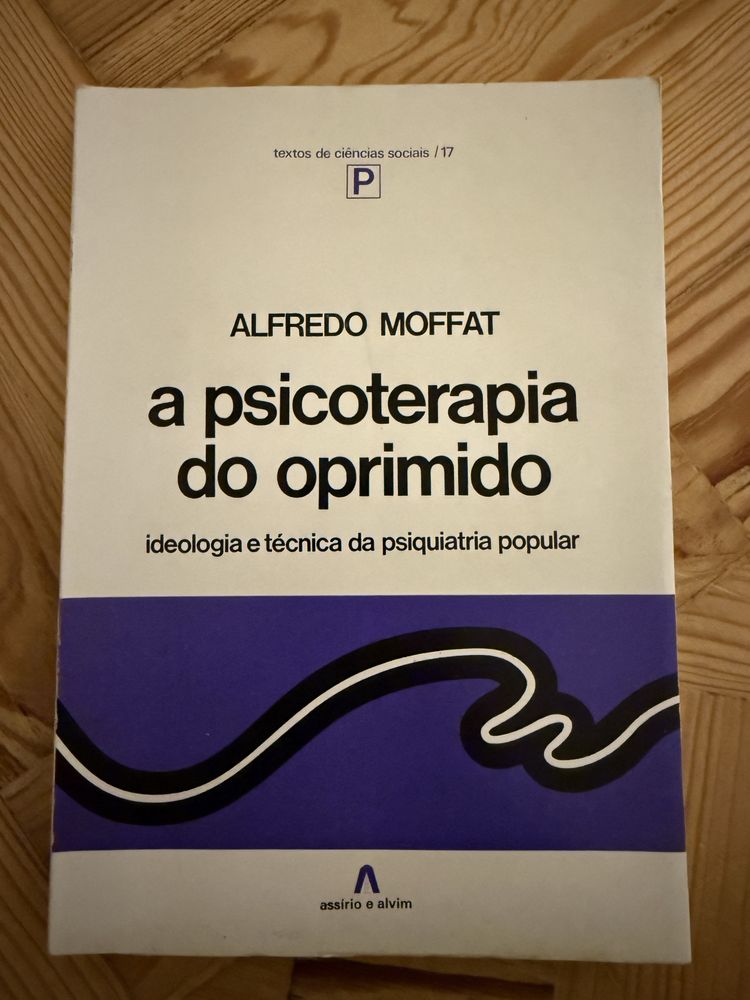 textos de ciências sociais / 17
P
ALFREDO MOFFAT
a psicoterapia
do oprimido
ideologia e técnica da psiquiatria popular
assírio e alvim